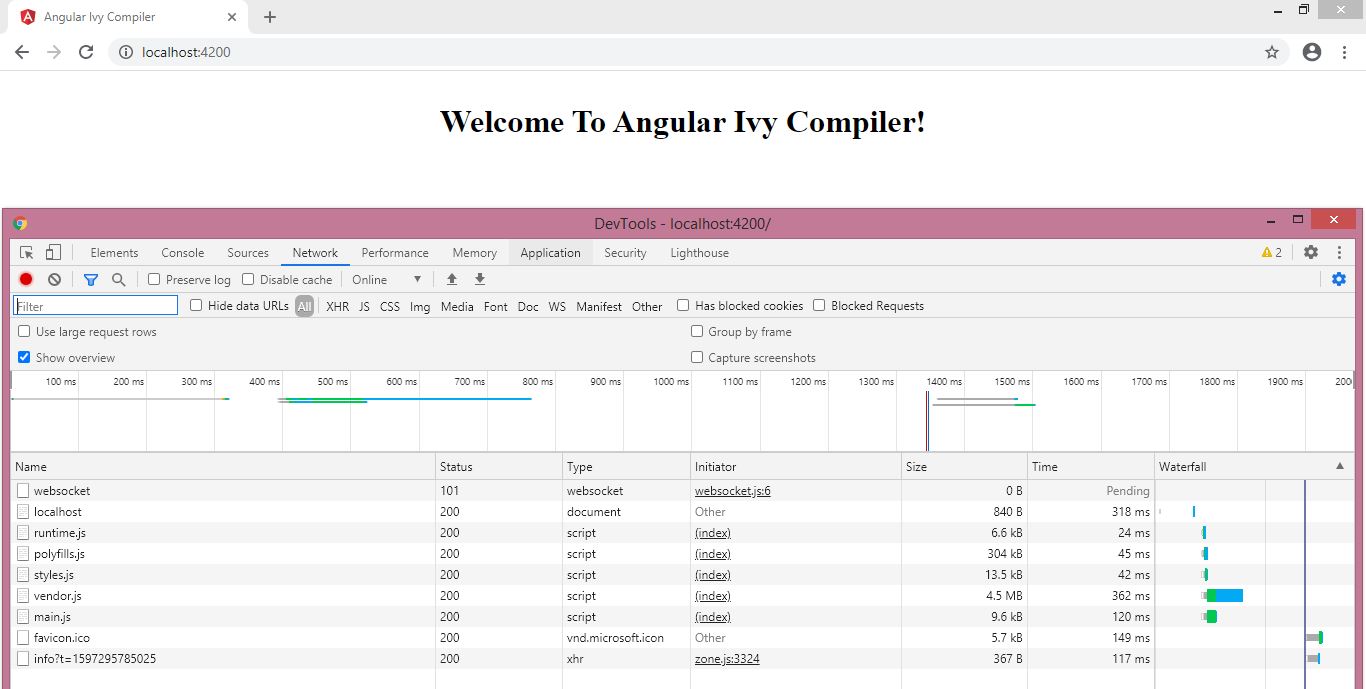 Angular Ivy Compiler
localhost:4200
Welcome To Angular Ivy Compiler!
DevTools - localhost:4200/
Elements Console Sources Network Performance Memory Application Security Lighthouse 2
Preserve log Disable cache Online
Filter Hide data URLs All XHR JS CSS Img Media Font Doc WS Manifest Other Has blocked cookies Blocked Requests
Use large request rows Group by frame
Show overview Capture screenshots
100 ms 200 ms 300 ms 400 ms 500 ms 600 ms 700 ms 800 ms 900 ms 1000 ms 1100 ms 1200 ms 1300 ms 1400 ms 1500 ms 1600 ms 1700 ms 1800 ms 1900 ms 200
Name Status Type Initiator Size Time Waterfall
websocket 101 websocket websocket.js:6 0 B Pending
localhost 200 document Other 840 B 318 ms
runtime.js 200 script (index) 6.6 kB 24 ms
polyfills.js 200 script (index) 304 kB 45 ms
styles.js 200 script (index) 13.5 kB 42 ms
vendor.js 200 script (index) 4.5 MB 362 ms
main.js 200 script (index) 9.6 kB 120 ms
favicon.ico 200 vnd.microsoft.icon Other 5.7 kB 149 ms
info?t=1597295785025 200 xhr zone.js:3324 367 B 117 ms